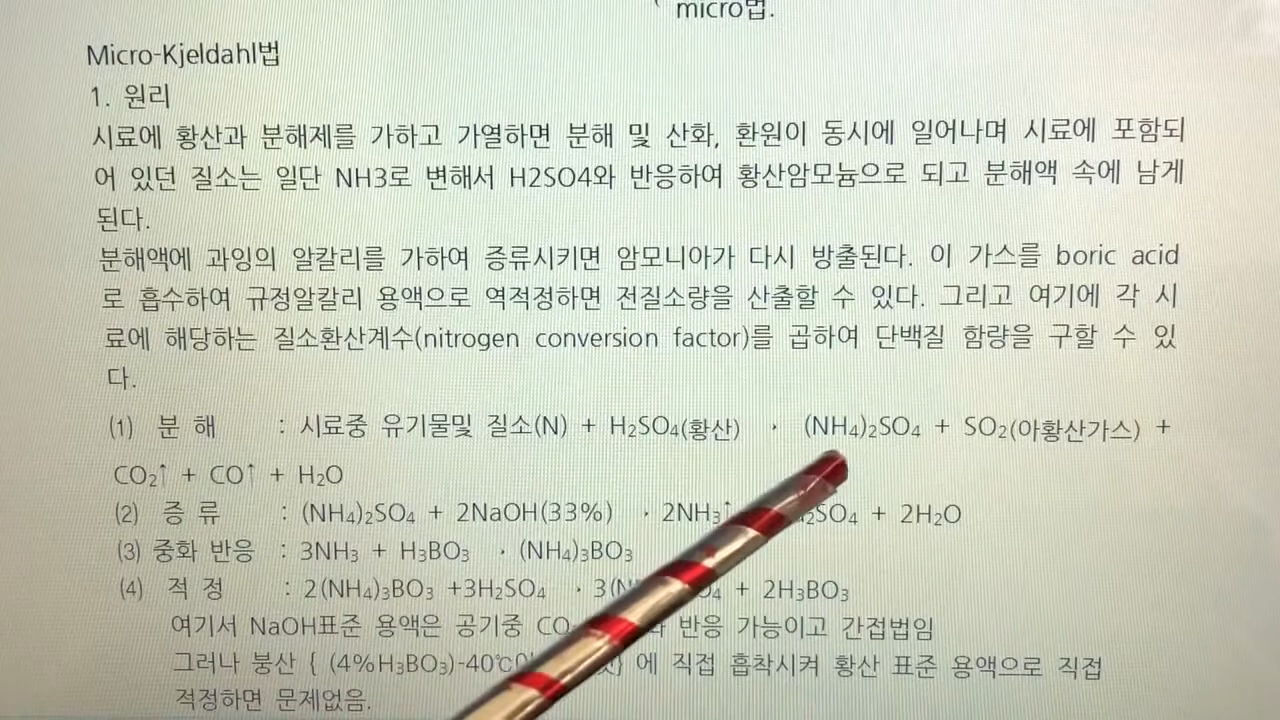 micro법.
Micro-Kjeldahl법
1. 원리
시료에 황산과 분해제를 가하고 가열하면 분해 및 산화, 환원이 동시에 일어나며 시료에 포함되
어 있던 질소는 일단 NH3로 변해서 H2SO4와 반응하여 황산암모늄으로 되고 분해액 속에 남게
된다.
분해액에 과잉의 알칼리를 가하여 증류시키면 암모니아가 다시 방출된다. 이 가스를 boric acid
로 흡수하여 규정알칼리 용액으로 역적정하면 전질소량을 산출할 수 있다. 그리고 여기에 각 시
료에 해당하는 질소환산계수(nitrogen conversion factor)를 곱하여 단백질 함량을 구할 수 있
다.
(1) 분 해 : 시료중 유기물및 질소(N) + H₂SO₄(황산) → (NH₄)₂SO₄ + SO₂(아황산가스) +
CO₂↑ + CO↑ + H₂O
(2) 증 류 : (NH₄)₂SO₄ + 2NaOH(33%) → 2NH₃↑ ₂SO₄ + 2H₂O
(3) 중화 반응 : 3NH₃ + H₃BO₃ → (NH₄)₃BO₃
(4) 적 정 : 2(NH₄)₃BO₃ +3H₂SO₄ → 3(N ₄ + 2H₃BO₃
여기서 NaOH표준 용액은 공기중 CO 반응 가능이고 간접법임
그러나 붕산 { (4%H₃BO₃)-40℃ } 에 직접 흡착시켜 황산 표준 용액으로 직접
적정하면 문제없음.